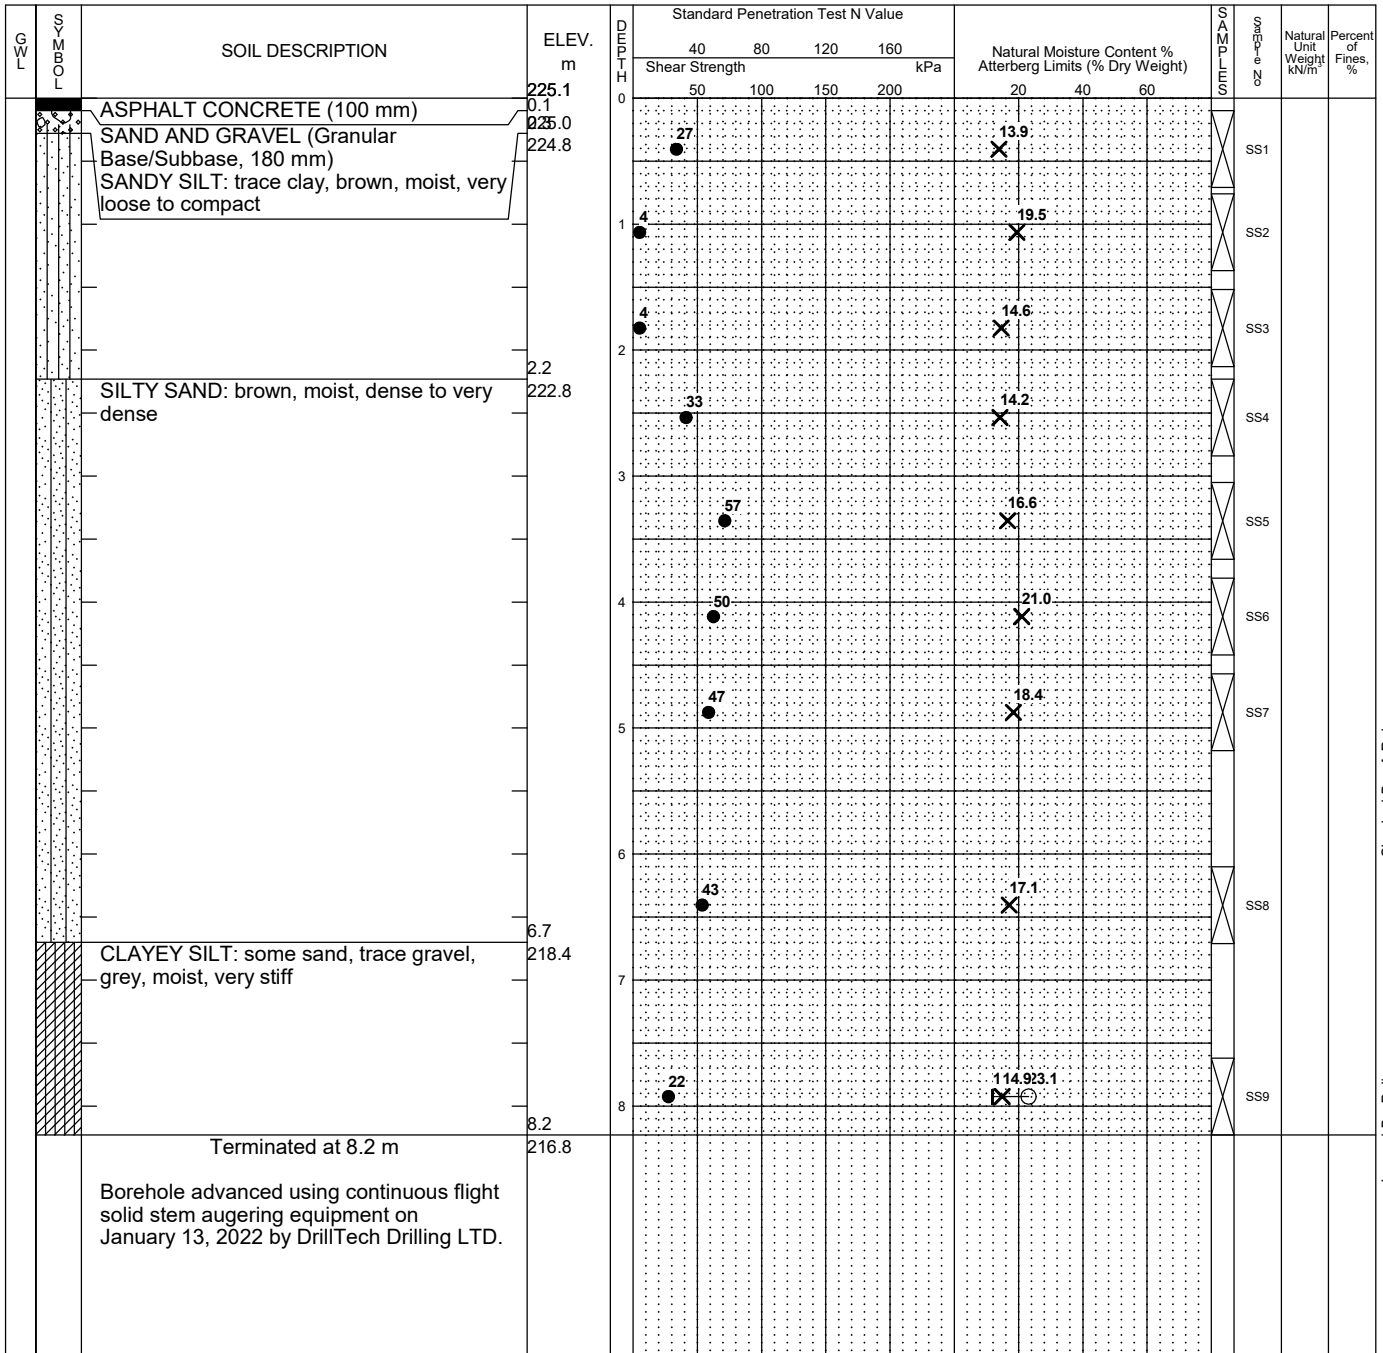 Standard Penetration Test N Value
GWL
SYMBOL
SOIL DESCRIPTION
ELEV.
m
DEPTH
40 80 120 160
Shear Strength kPa
50 100 150 200
Natural Moisture Content %
Atterberg Limits (% Dry Weight)
20 40 60
SAMPLES
Sample No
Natural
Unit
Weight
kN/m³
Percent
of
Fines,
%
225.1
0
ASPHALT CONCRETE (100 mm)
0.1
225.0
SAND AND GRAVEL (Granular
Base/Subbase, 180 mm)
224.8
SANDY SILT: trace clay, brown, moist, very
loose to compact
27 13.9 SS1
1
4 19.5 SS2
4 14.6 SS3
2
2.2
SILTY SAND: brown, moist, dense to very
dense
222.8
33 14.2 SS4
3
57 16.6 SS5
4
50 21.0 SS6
47 18.4 SS7
5
6
43 17.1 SS8
6.7
CLAYEY SILT: some sand, trace gravel,
grey, moist, very stiff
218.4
7
22 14.9 23.1 SS9
8
8.2
Terminated at 8.2 m
216.8
Borehole advanced using continuous flight
solid stem augering equipment on
January 13, 2022 by DrillTech Drilling LTD.